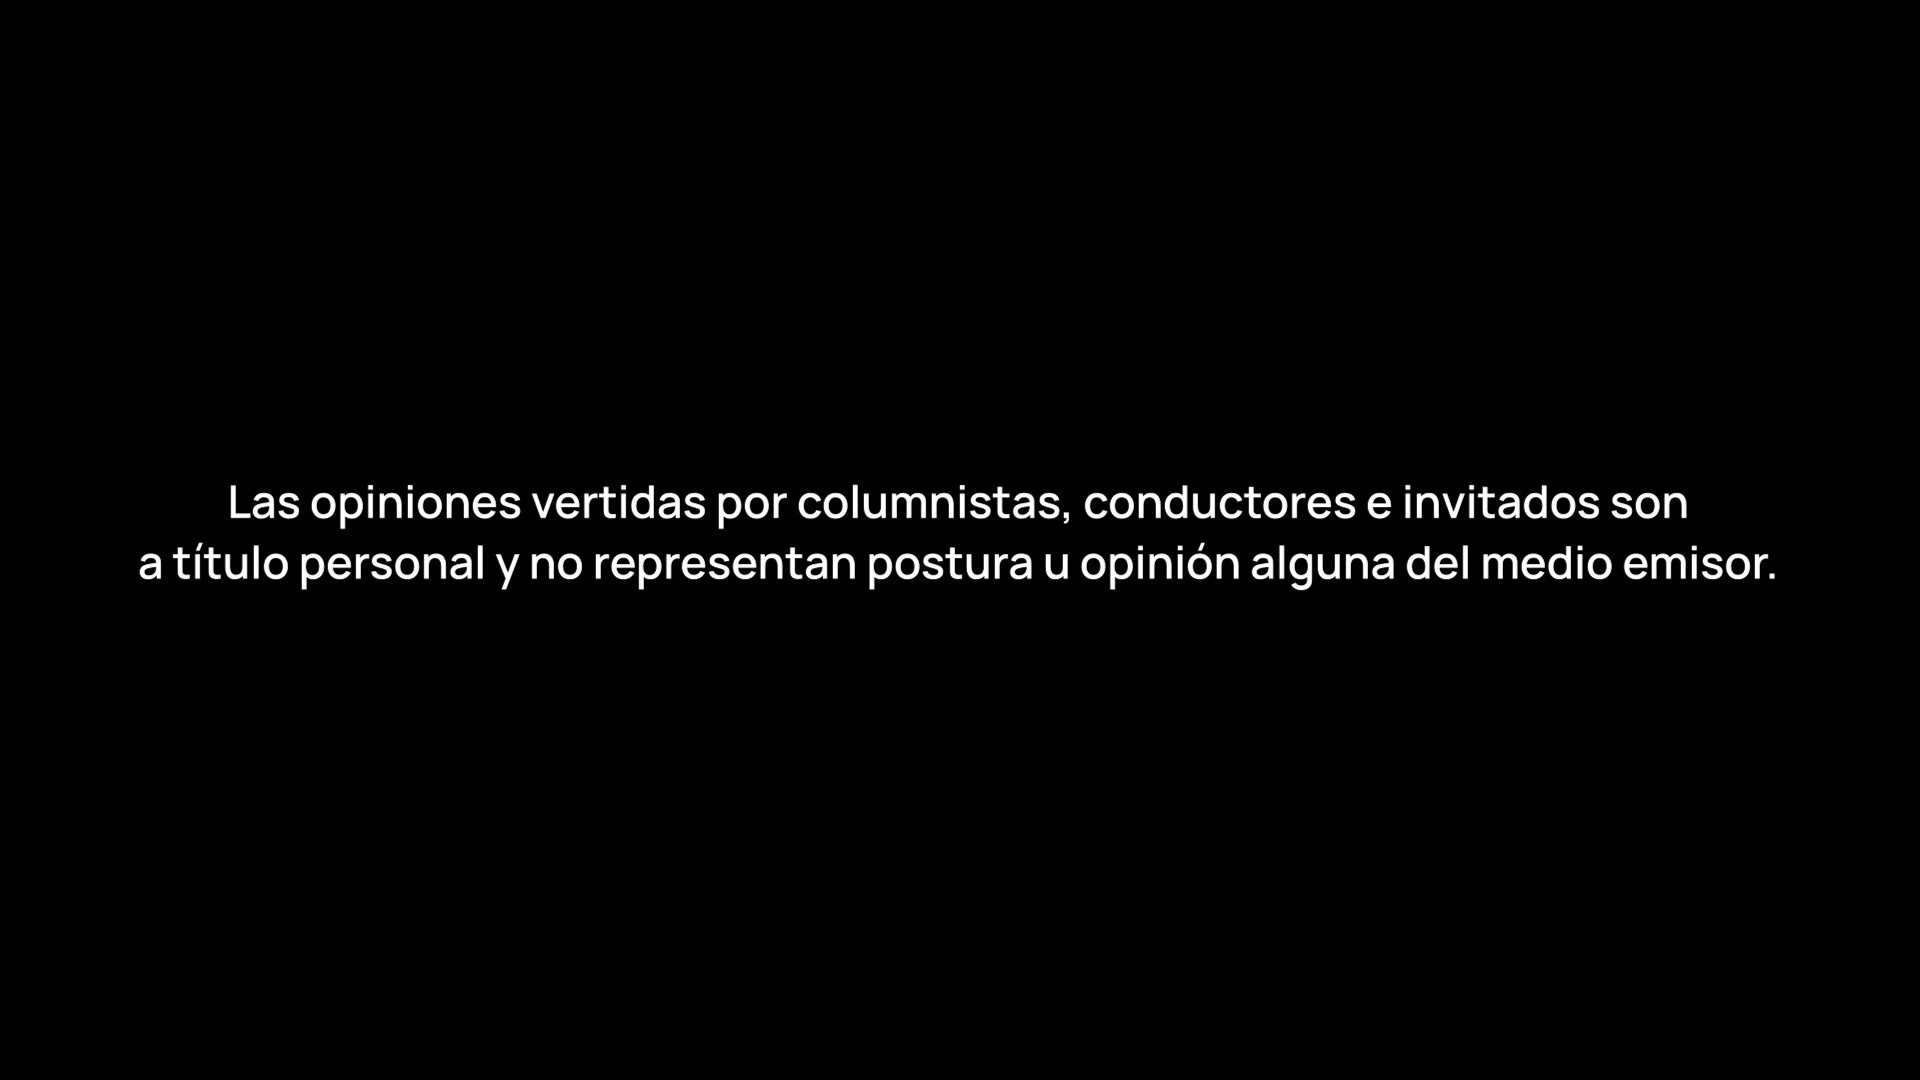 Las opiniones vertidas por columnistas, conductores e invitados son
a título personal y no representan postura u opinión alguna del medio emisor.